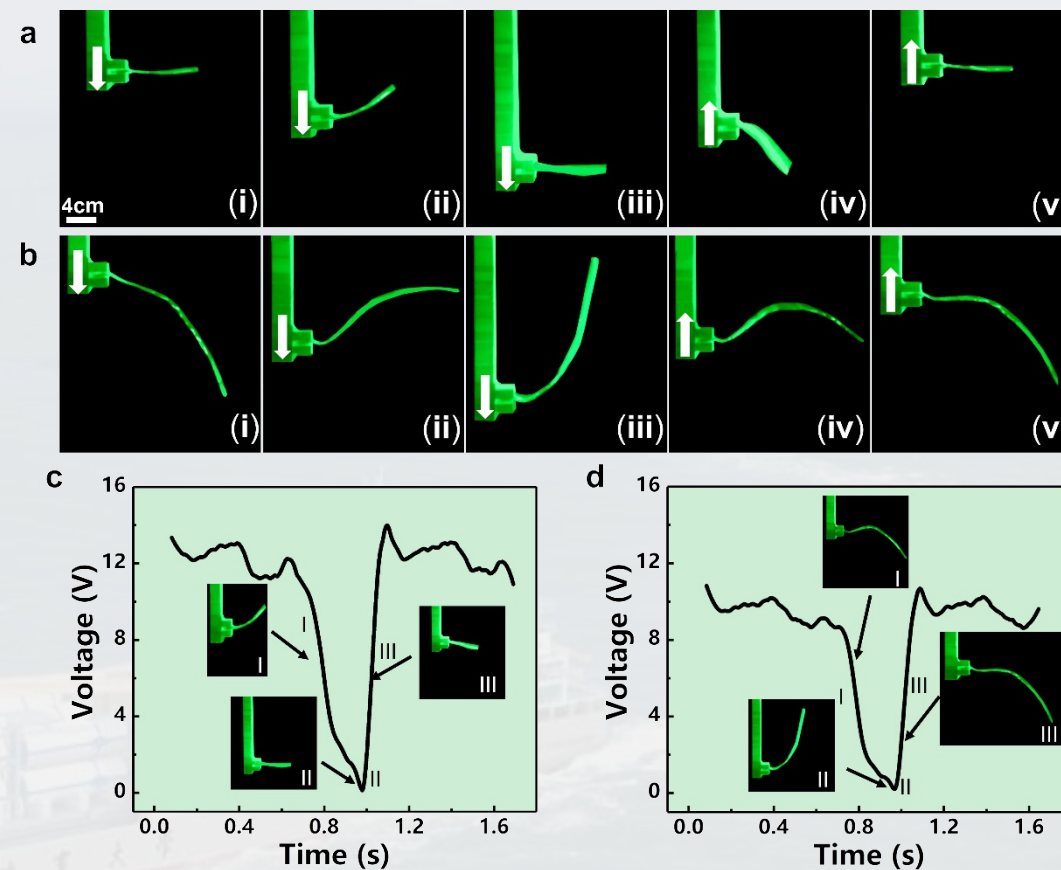 a
4cm
(i)
(ii)
(iii)
(iv)
(v
b
(i)
(ii)
(iii)
(iv)
(v
c
16
12
8
4
0
Voltage (V)
I
I
II
II
III
III
0.0 0.4 0.8 1.2 1.6
Time (s)
d
16
12
8
4
0
Voltage (V)
I
I
II
II
III
III
0.0 0.4 0.8 1.2 1.6
Time (s)